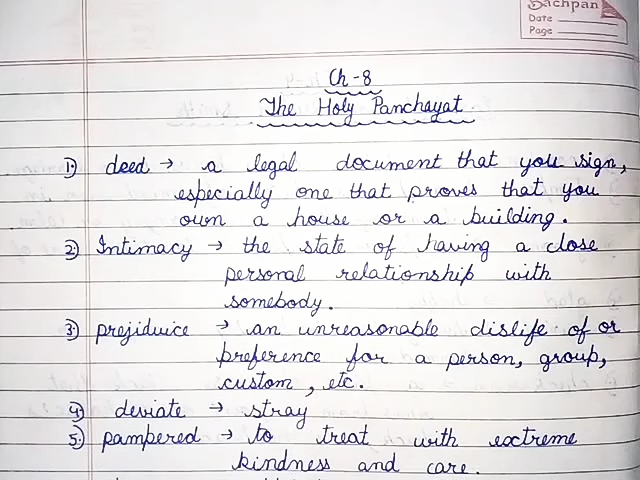 Bachpan
Date
Page
Ch-8
The Holy Panchayat
1) deed → a legal document that you sign,
especially one that proves that you
own a house or a building.
2) Intimacy → the state of having a close
personal relationship with
somebody.
3) prejiduice → an unreasonable dislife of or
preference for a person, group,
custom, etc.
4) deviate → stray
5) pampered → to treat with extreme
kindness and care.